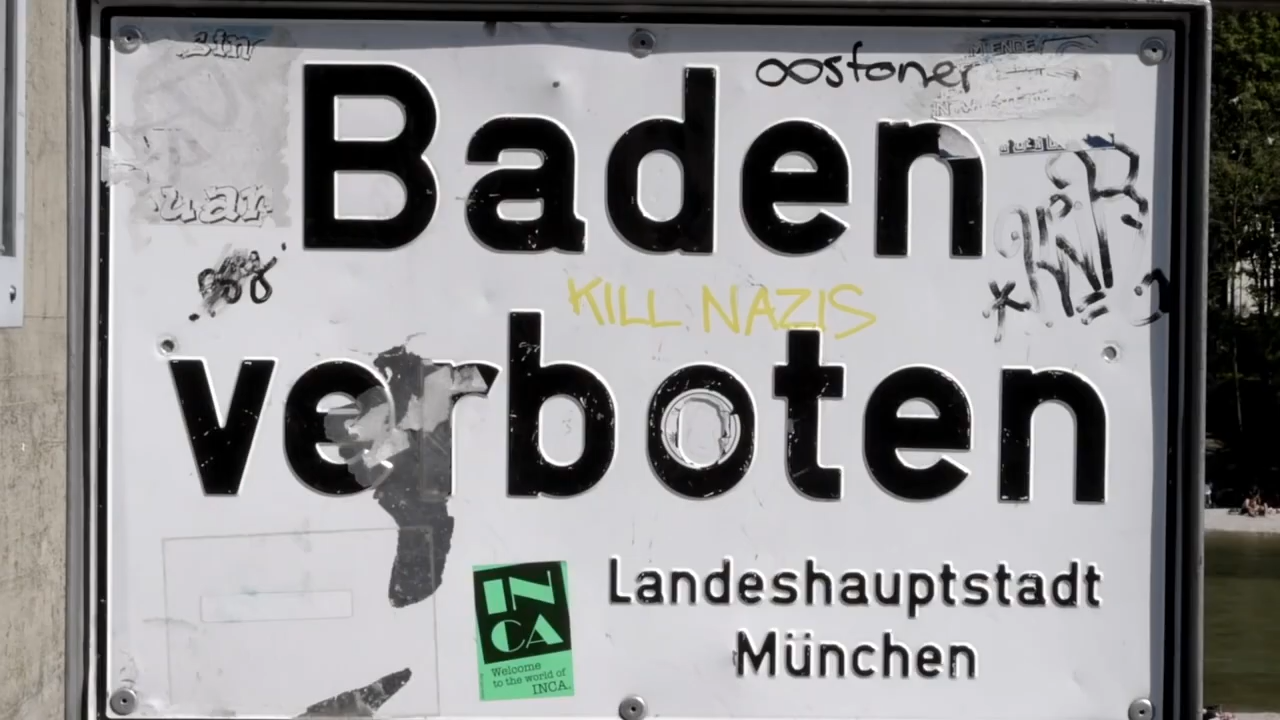 Baden
oostoner
KILL NAZIS
verboten
INCA
Welcome
to the world of
INCA.
Landeshauptstadt
München